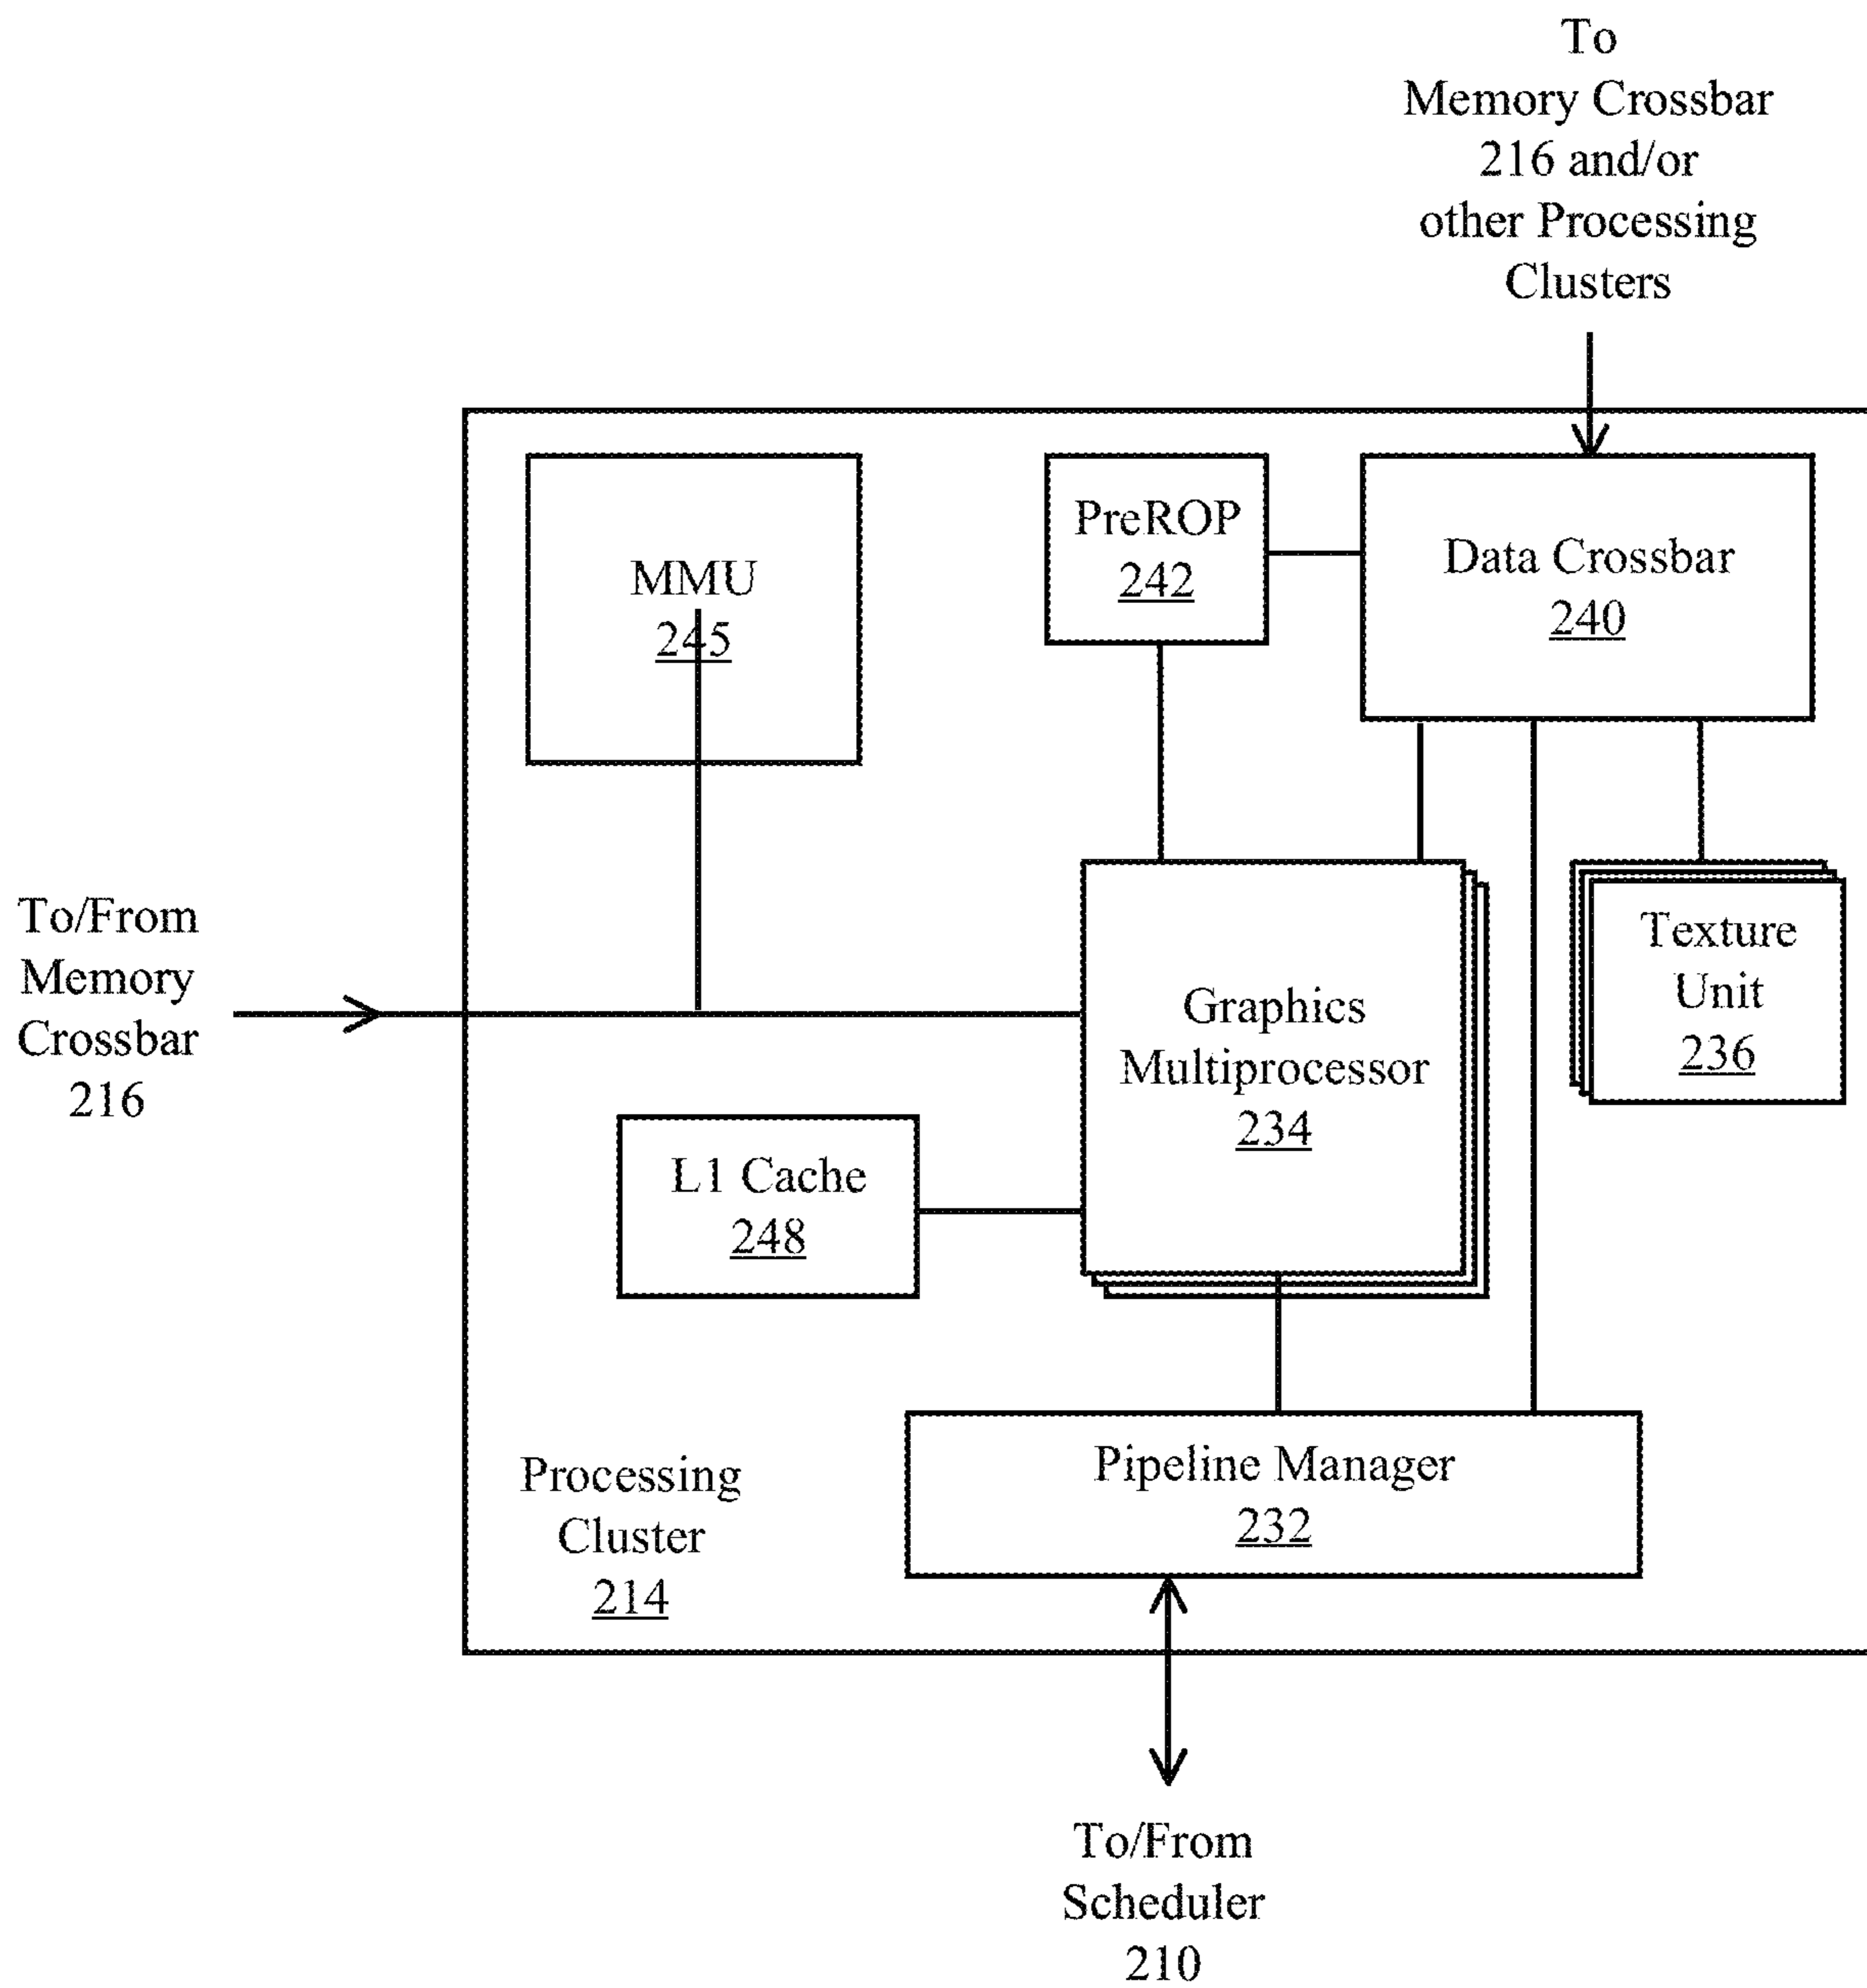 To
Memory Crossbar
216 and/or
other Processing
Clusters
MMU
245
PreROP
242
Data Crossbar
240
To/From
Memory
Crossbar
216
Graphics
Multiprocessor
234
Texture
Unit
236
L1 Cache
248
Processing
Cluster
214
Pipeline Manager
232
To/From
Scheduler
210